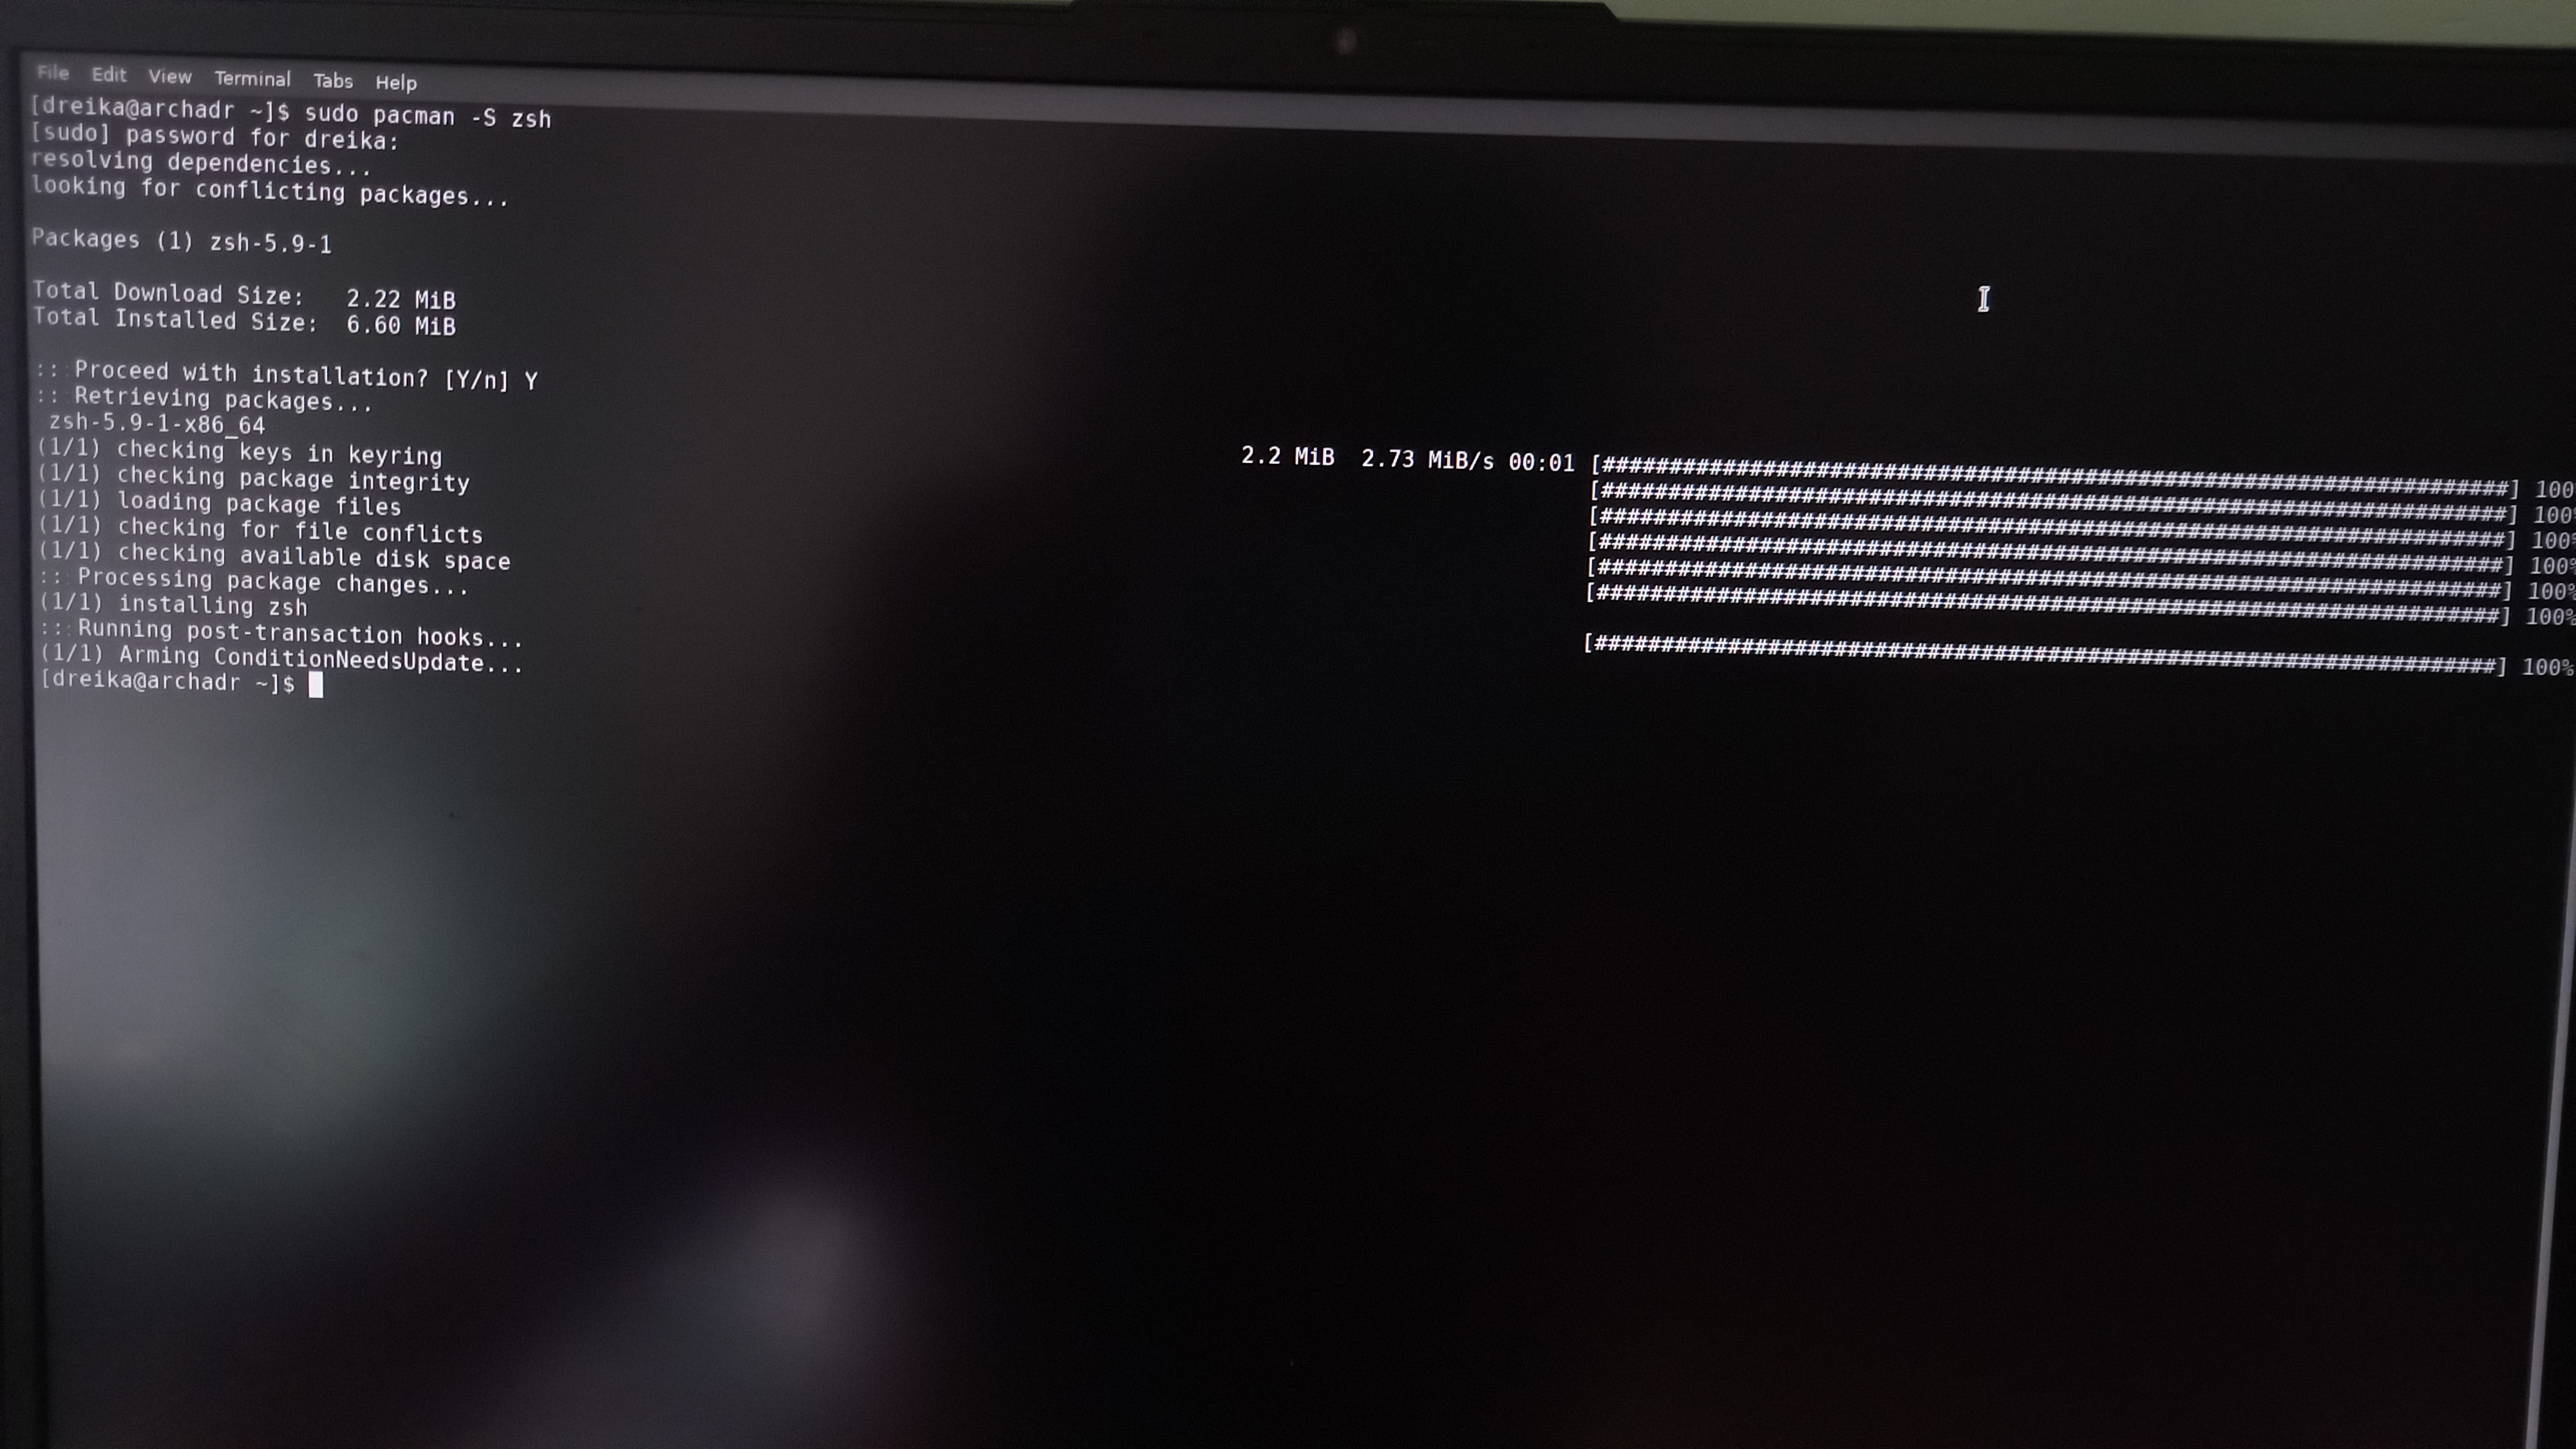 File Edit View Terminal Tabs Help
[dreika@archadr ~]$ sudo pacman -S zsh
[sudo] password for dreika:
resolving dependencies...
looking for conflicting packages...
Packages (1) zsh-5.9-1
Total Download Size: 2.22 MiB
Total Installed Size: 6.60 MiB
:: Proceed with installation? [Y/n] Y
:: Retrieving packages...
zsh-5.9-1-x86_64 2.2 MiB 2.73 MiB/s 00:01 [####################################################################] 100
(1/1) checking keys in keyring [####################################################################] 100%
(1/1) checking package integrity [####################################################################] 100%
(1/1) loading package files [####################################################################] 100%
(1/1) checking for file conflicts [####################################################################] 100%
(1/1) checking available disk space [####################################################################] 100%
:: Processing package changes...
(1/1) installing zsh [####################################################################] 100%
:: Running post-transaction hooks...
(1/1) Arming ConditionNeedsUpdate...
[dreika@archadr ~]$